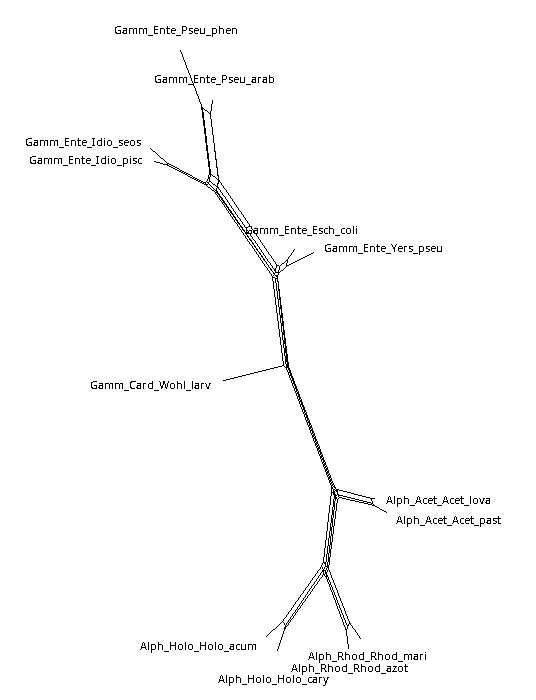 Gamm_Ente_Pseu_phen
Gamm_Ente_Pseu_arab
Gamm_Ente_Idio_seos
Gamm_Ente_Idio_pisc
Gamm_Ente_Esch_coli
Gamm_Ente_Yers_pseu
Gamm_Card_Wohl_larv
Alph_Acet_Acet_lova
Alph_Acet_Acet_past
Alph_Holo_Holo_acum
Alph_Rhod_Rhod_mari
Alph_Rhod_Rhod_azot
Alph_Holo_Holo_cary